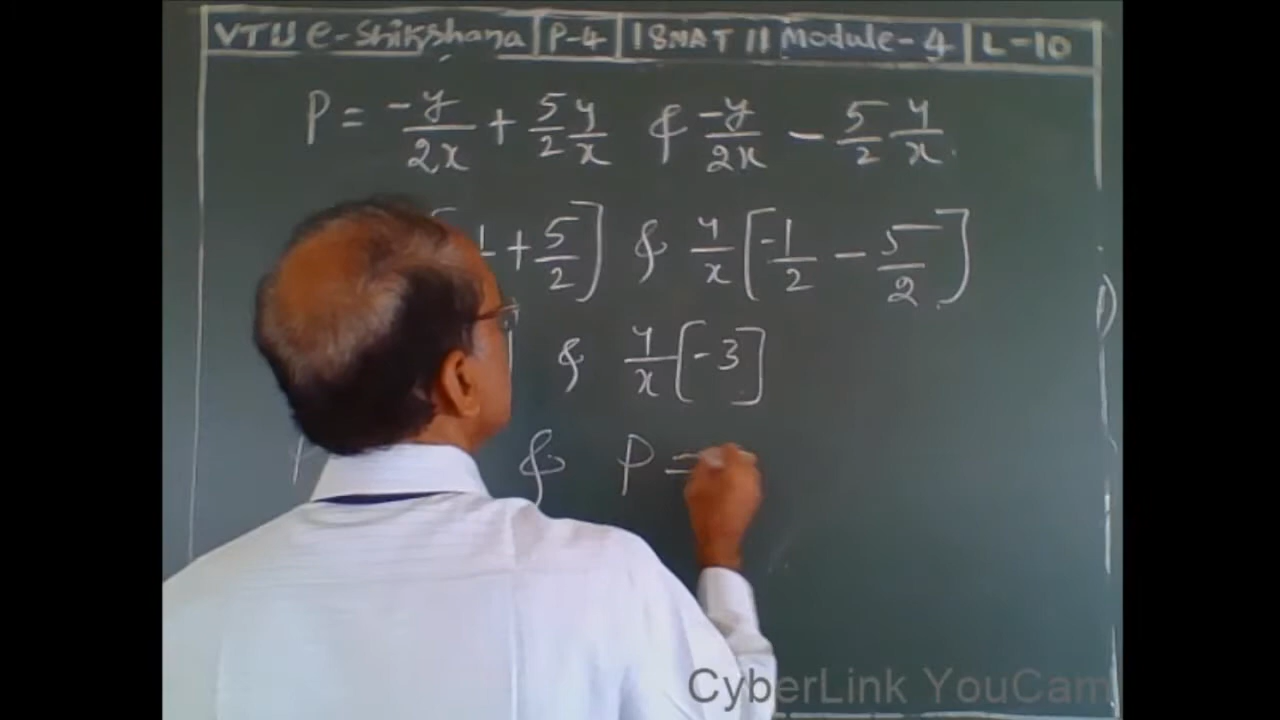 VTU e-Shikshana P-4 18MAT11 Module-4 L-10
P = -y/2x + 5/2 y/x & -y/2x - 5/2 y/x.
+ 5/2] & y/x [-1/2 - 5/2]
] & y/x [-3]
& P =
CyberLink YouCam